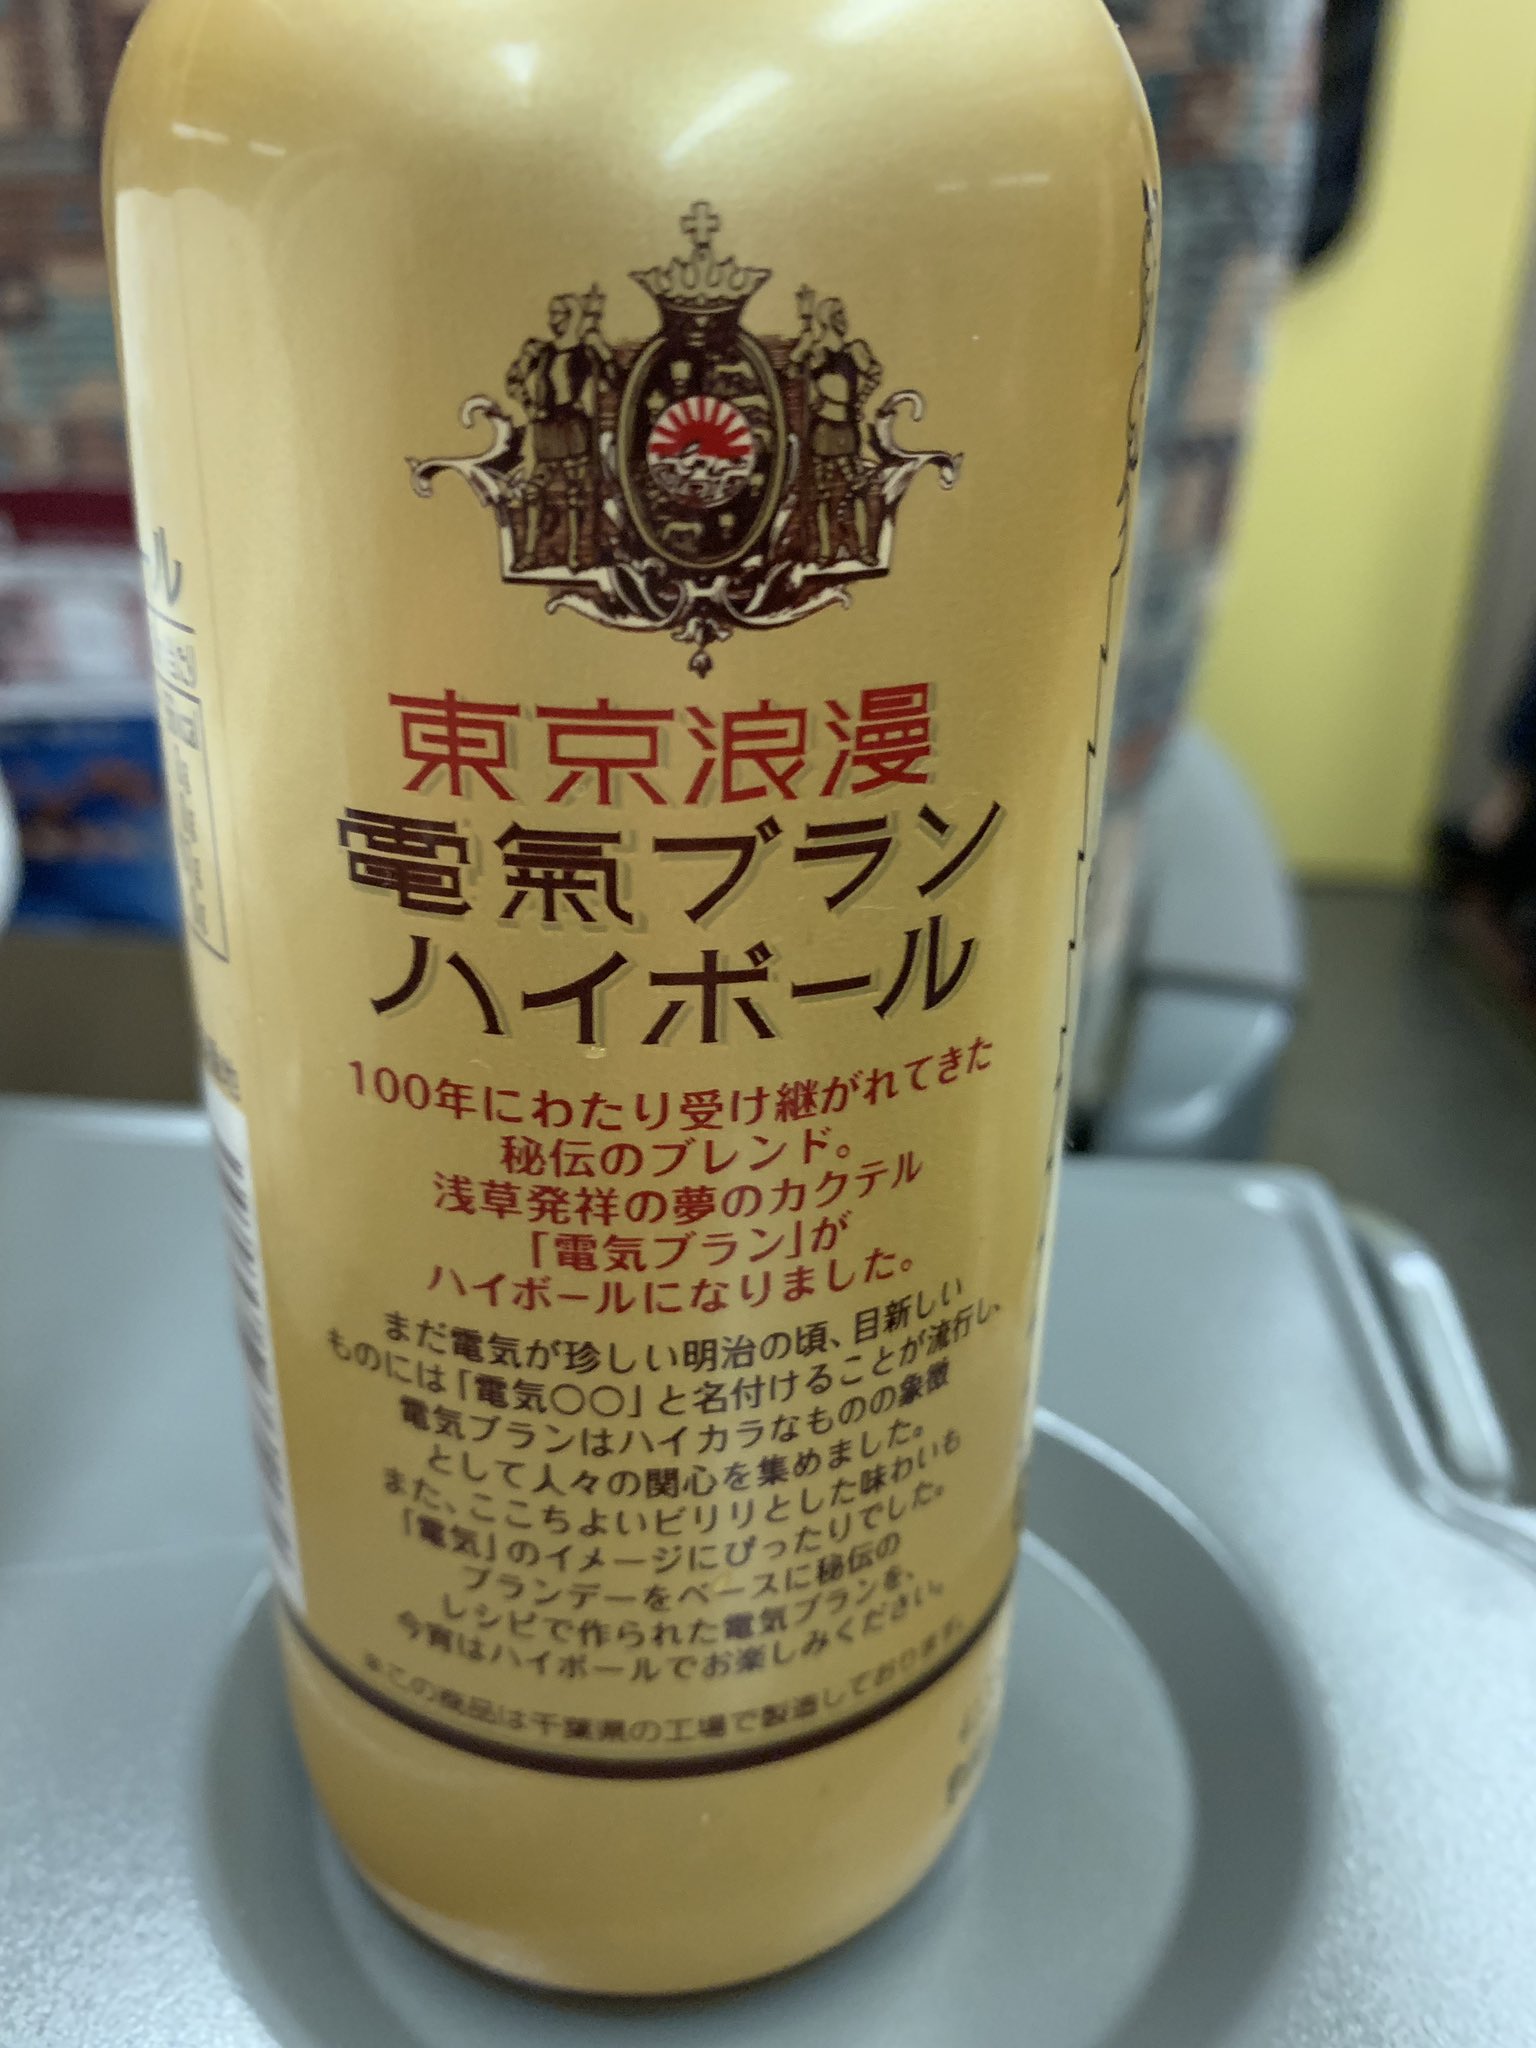 東京浪漫
電氣ブラン
ハイボール
100年にわたり受け継がれてきた
秘伝のブレンド。
浅草発祥の夢のカクテル
「電気ブラン」が
ハイボールになりました。
まだ電気が珍しい明治の頃、目新しい
ものには「電気○○」と名付けることが流行し、
電気ブランはハイカラなものの象徴
として人々の関心を集めました。
また、ここちよいピリリとした味わいも
「電気」のイメージにぴったりでした。
ブランデーをベースに秘伝の
レシピで作られた電気ブランを、
今宵はハイボールでお楽しみください。
※この商品は千葉県の工場で製造しております。
ール